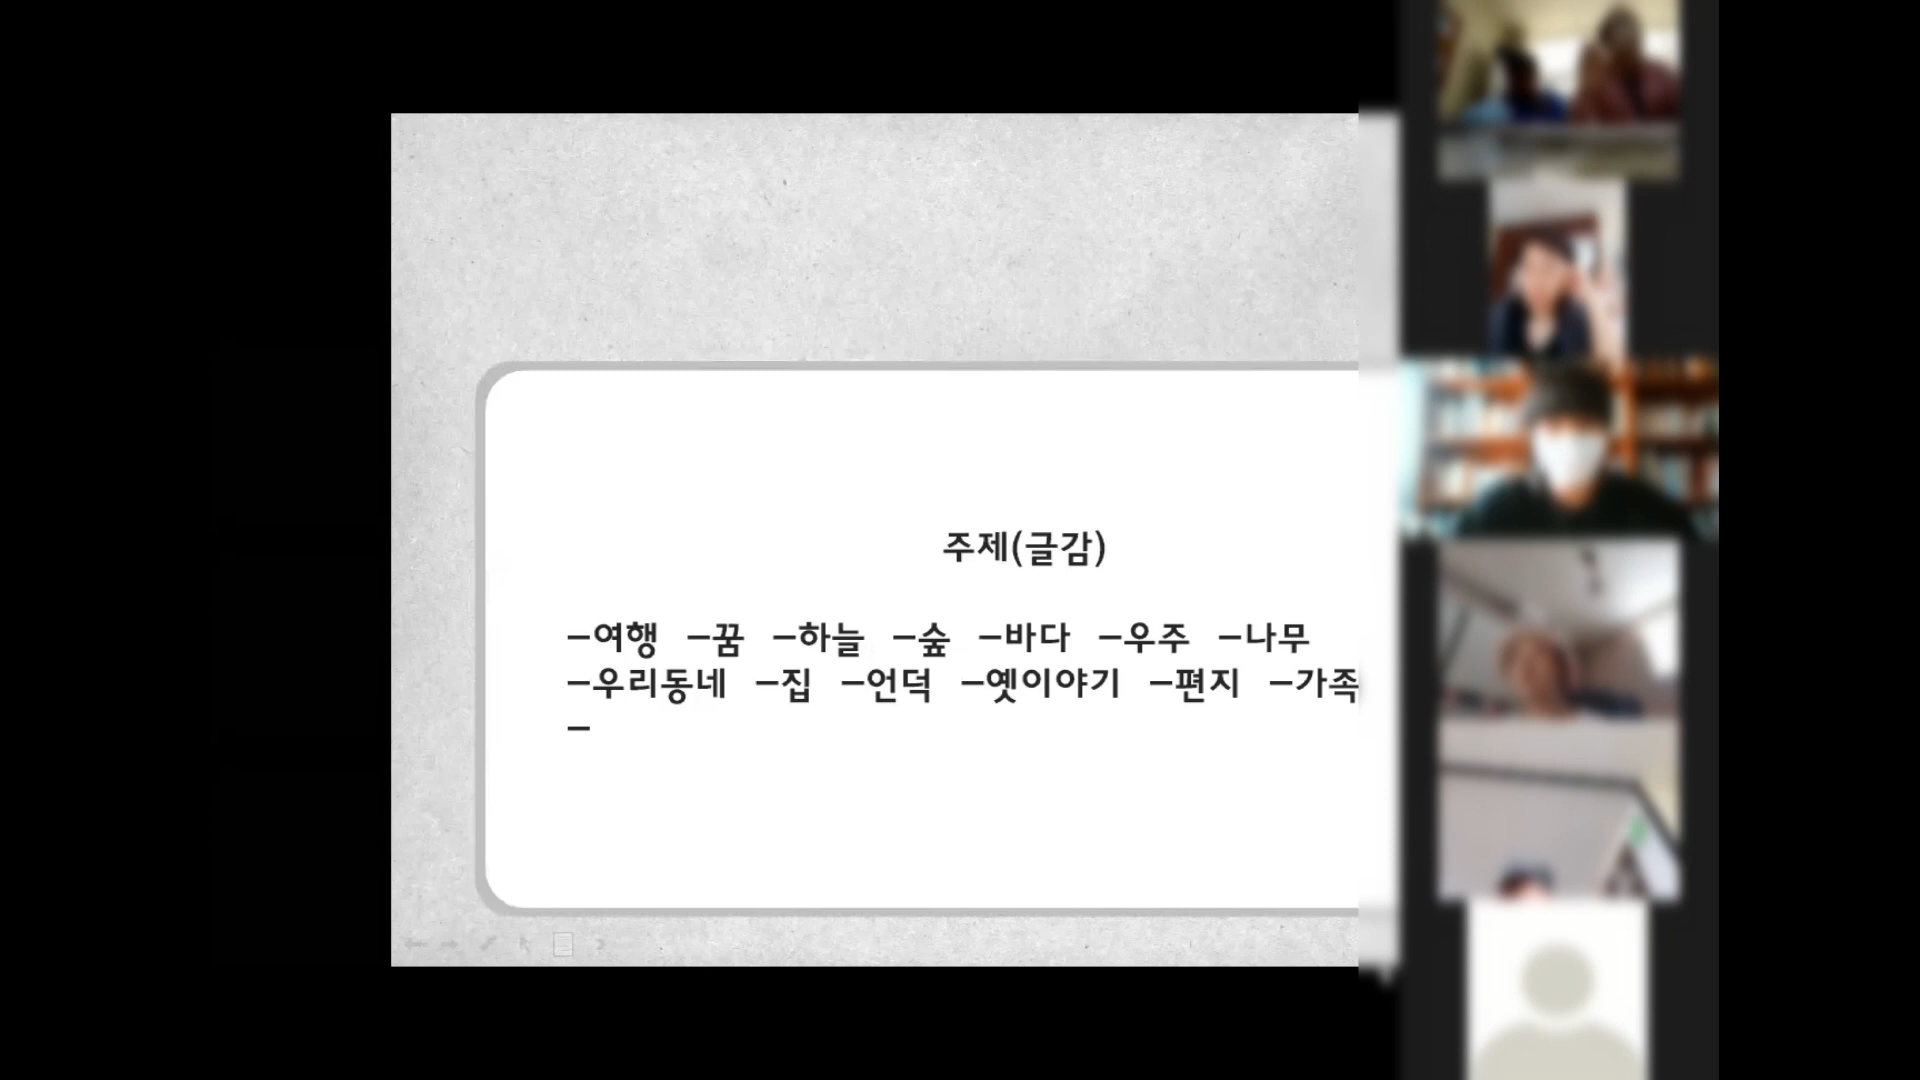 주제(글감)
-여행 -꿈 -하늘 -숲 -바다 -우주 -나무
-우리동네 -집 -언덕 -옛이야기 -편지 -가족
-